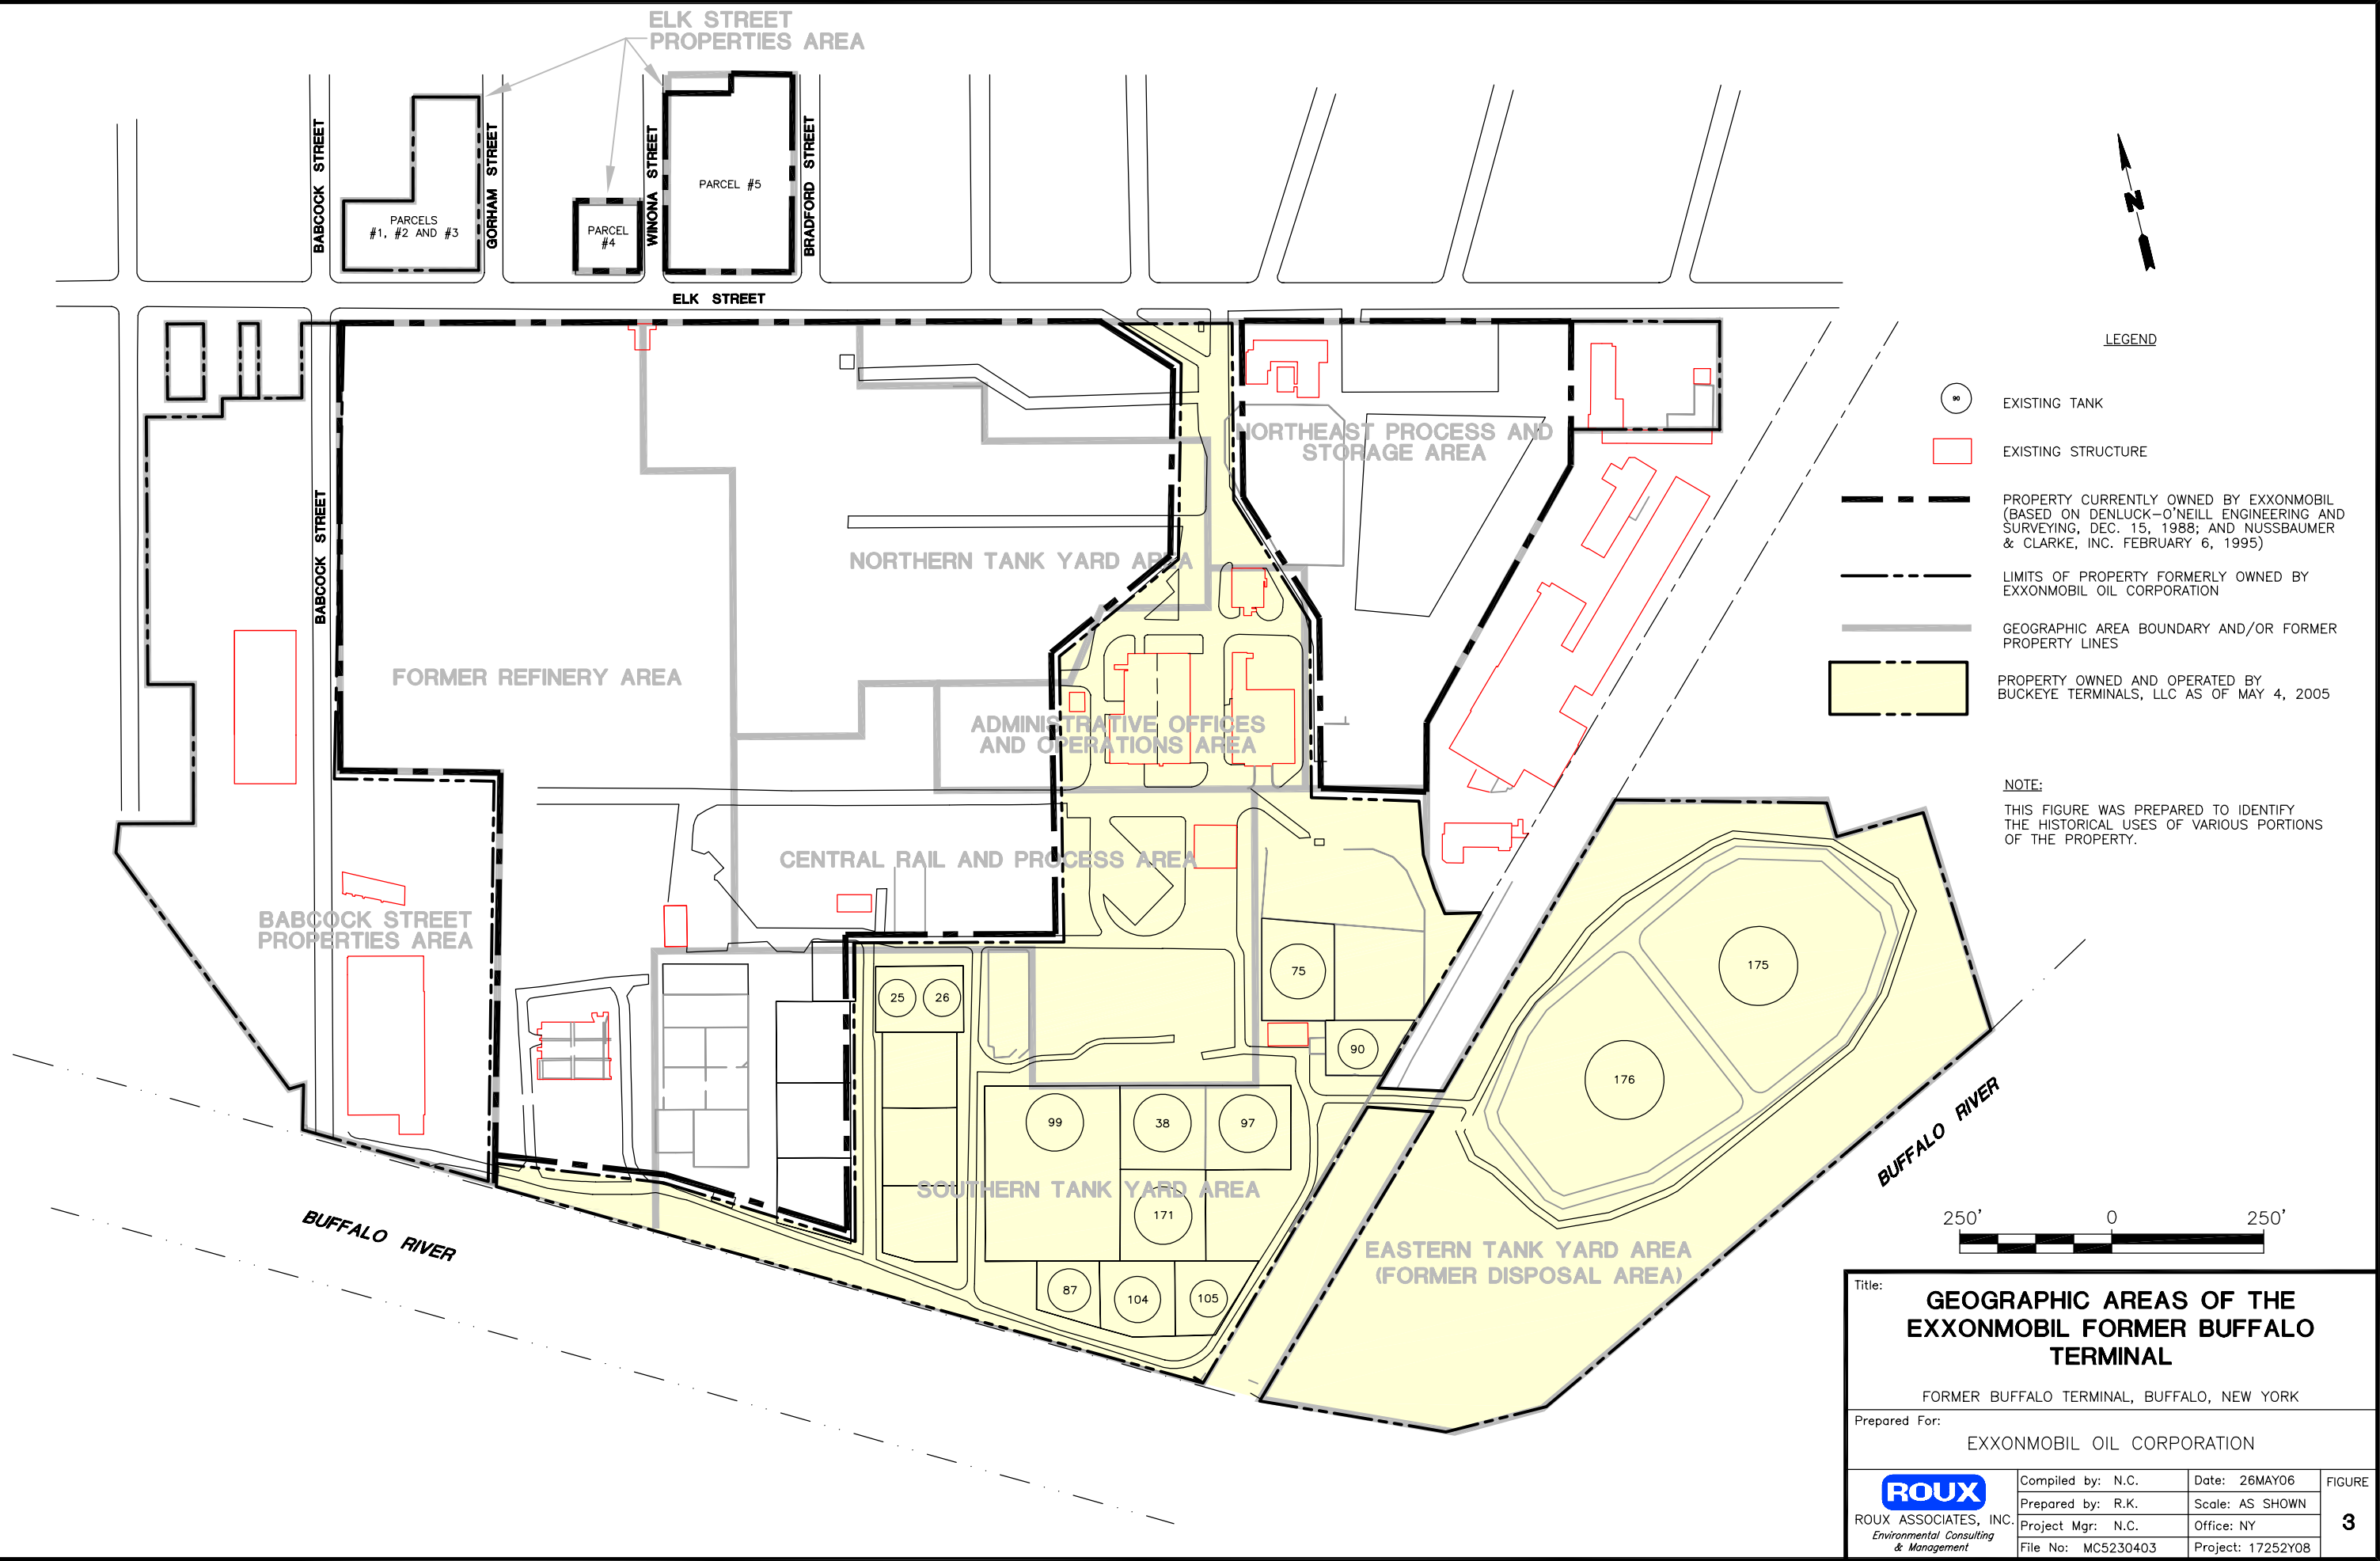 ELK STREET
PROPERTIES AREA
BABCOCK STREET
GORHAM STREET
WINONA STREET
BRADFORD STREET
PARCELS
#1, #2 AND #3
PARCEL
#4
PARCEL #5
ELK STREET
N
BABCOCK STREET
NORTHEAST PROCESS AND
STORAGE AREA
NORTHERN TANK YARD AREA
FORMER REFINERY AREA
ADMINISTRATIVE OFFICES
AND OPERATIONS AREA
CENTRAL RAIL AND PROCESS AREA
BABCOCK STREET
PROPERTIES AREA
25
26
75
90
175
176
99
38
97
171
87
104
105
SOUTHERN TANK YARD AREA
EASTERN TANK YARD AREA
(FORMER DISPOSAL AREA)
BUFFALO RIVER
BUFFALO RIVER
LEGEND
90
EXISTING TANK
EXISTING STRUCTURE
PROPERTY CURRENTLY OWNED BY EXXONMOBIL
(BASED ON DENLUCK-O'NEILL ENGINEERING AND
SURVEYING, DEC. 15, 1988; AND NUSSBAUMER
& CLARKE, INC. FEBRUARY 6, 1995)
LIMITS OF PROPERTY FORMERLY OWNED BY
EXXONMOBIL OIL CORPORATION
GEOGRAPHIC AREA BOUNDARY AND/OR FORMER
PROPERTY LINES
PROPERTY OWNED AND OPERATED BY
BUCKEYE TERMINALS, LLC AS OF MAY 4, 2005
NOTE:
THIS FIGURE WAS PREPARED TO IDENTIFY
THE HISTORICAL USES OF VARIOUS PORTIONS
OF THE PROPERTY.
250' 0 250'
Title:
GEOGRAPHIC AREAS OF THE
EXXONMOBIL FORMER BUFFALO
TERMINAL
FORMER BUFFALO TERMINAL, BUFFALO, NEW YORK
Prepared For:
EXXONMOBIL OIL CORPORATION
ROUX
ROUX ASSOCIATES, INC.
Environmental Consulting
& Management
Compiled by: N.C.
Date: 26MAY06
Prepared by: R.K.
Scale: AS SHOWN
Project Mgr: N.C.
Office: NY
File No: MC5230403
Project: 17252Y08
FIGURE
3